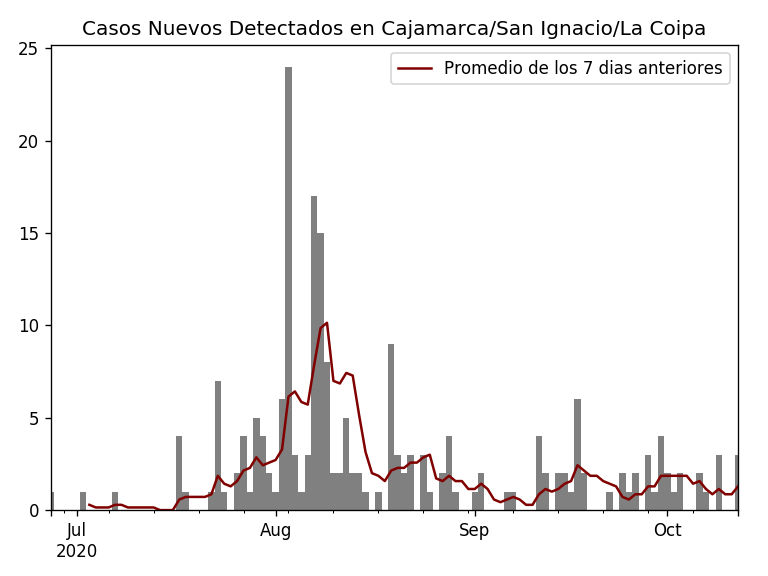 Casos Nuevos Detectados en Cajamarca/San Ignacio/La Coipa
Promedio de los 7 dias anteriores
25
20
15
10
5
0
Jul
2020
Aug
Sep
Oct